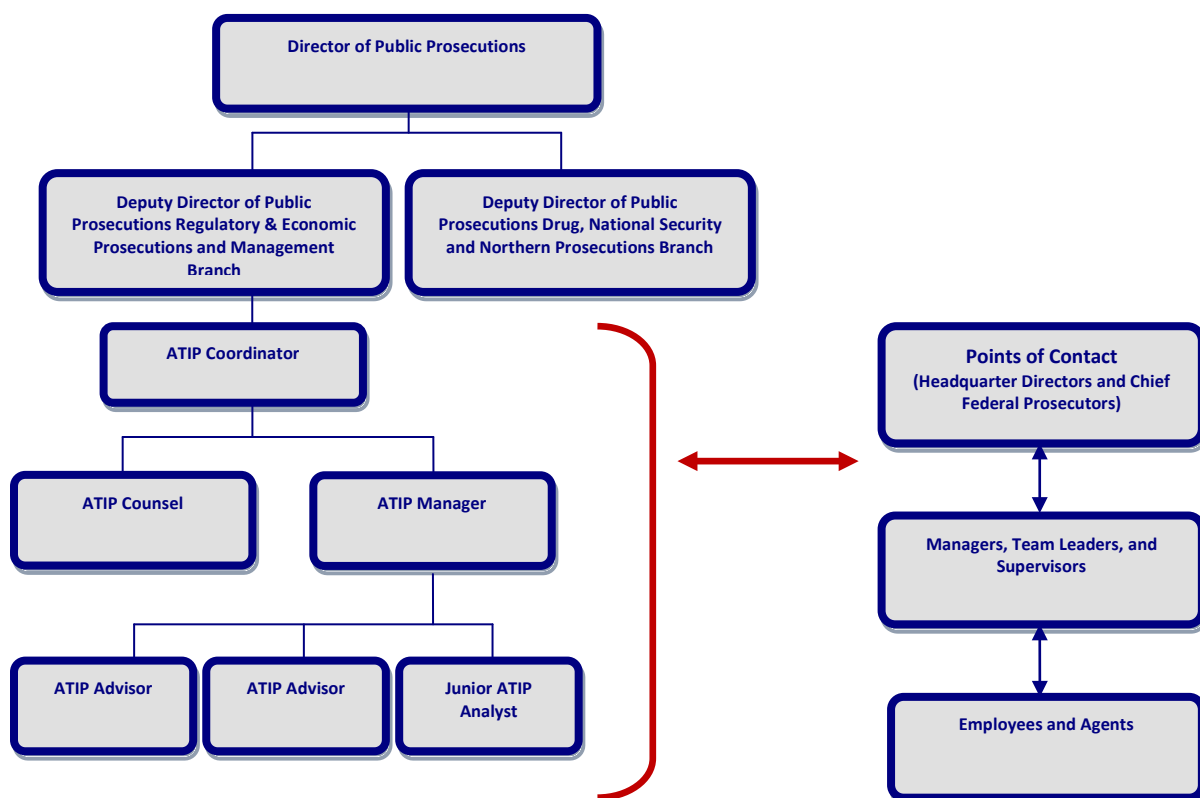 Director of Public Prosecutions
Deputy Director of Public
Prosecutions Regulatory & Economic
Prosecutions and Management
Branch
Deputy Director of Public
Prosecutions Drug, National Security
and Northern Prosecutions Branch
ATIP Coordinator
ATIP Counsel
ATIP Manager
ATIP Advisor
ATIP Advisor
Junior ATIP
Analyst
Points of Contact
(Headquarter Directors and Chief
Federal Prosecutors)
Managers, Team Leaders, and
Supervisors
Employees and Agents